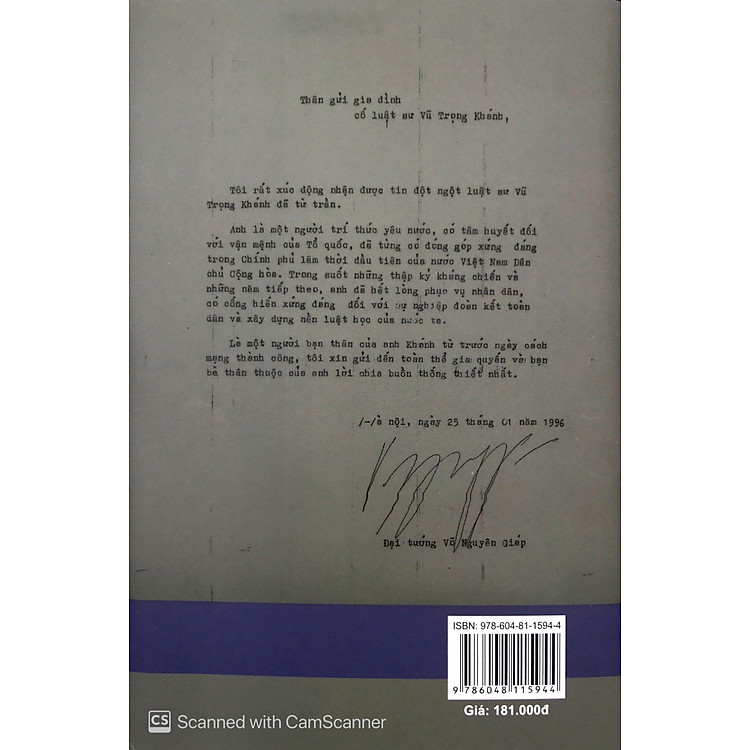 Thân gửi gia đình
cố luật sư Vũ Trọng Khánh,
Tôi rất xúc động nhận được tin đột ngột luật sư Vũ
Trọng Khánh đã từ trần.
Anh là một người trí thức yêu nước, có tâm huyết đối
với vận mệnh của Tổ quốc, đã từng có đóng góp xứng đáng
trong Chính phủ lâm thời đầu tiên của nước Việt Nam Dân
chủ Cộng hòa. Trong suốt những thập kỷ kháng chiến và
những năm tiếp theo, anh đã hết lòng phục vụ nhân dân,
có cống hiến xứng đáng đối với sự nghiệp đoàn kết toàn
dân và xây dựng nền luật học của nước ta.
Là một người bạn thân của anh Khánh từ trước ngày cách
mạng thành công, tôi xin gửi đến toàn thể gia quyến và bạn
bè thân thuộc của anh lời chia buồn thống thiết nhất.
/-/à nội, ngày 25 tháng 01 năm 1996
Đại tướng Võ Nguyên Giáp
ISBN: 978-604-81-1594-4
9 786048 115944
Giá: 181.000đ
CS Scanned with CamScanner